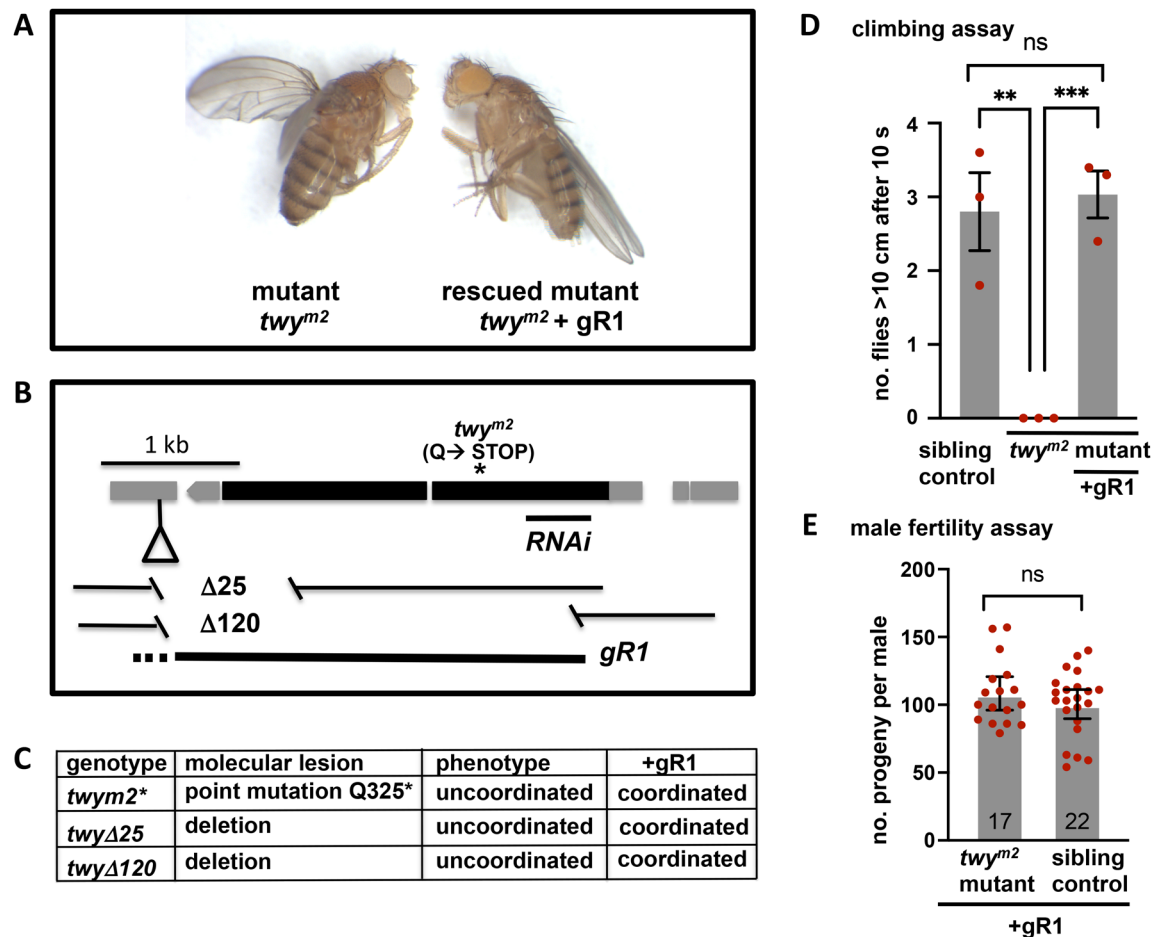 A
mutant
twyᵐ²
rescued mutant
twyᵐ² + gR1
B
1 kb
twyᵐ²
(Q→ STOP)
*
RNAi
Δ25
Δ120
gR1
C
genotype molecular lesion phenotype +gR1
twym2* point mutation Q325* uncoordinated coordinated
twyΔ25 deletion uncoordinated coordinated
twyΔ120 deletion uncoordinated coordinated
D climbing assay
ns
** ***
no. flies >10 cm after 10 s
4
3
2
1
0
sibling
control
twyᵐ² mutant
+gR1
E male fertility assay
ns
no. progeny per male
200
150
100
50
0
17 22
twyᵐ²
mutant
sibling
control
+gR1